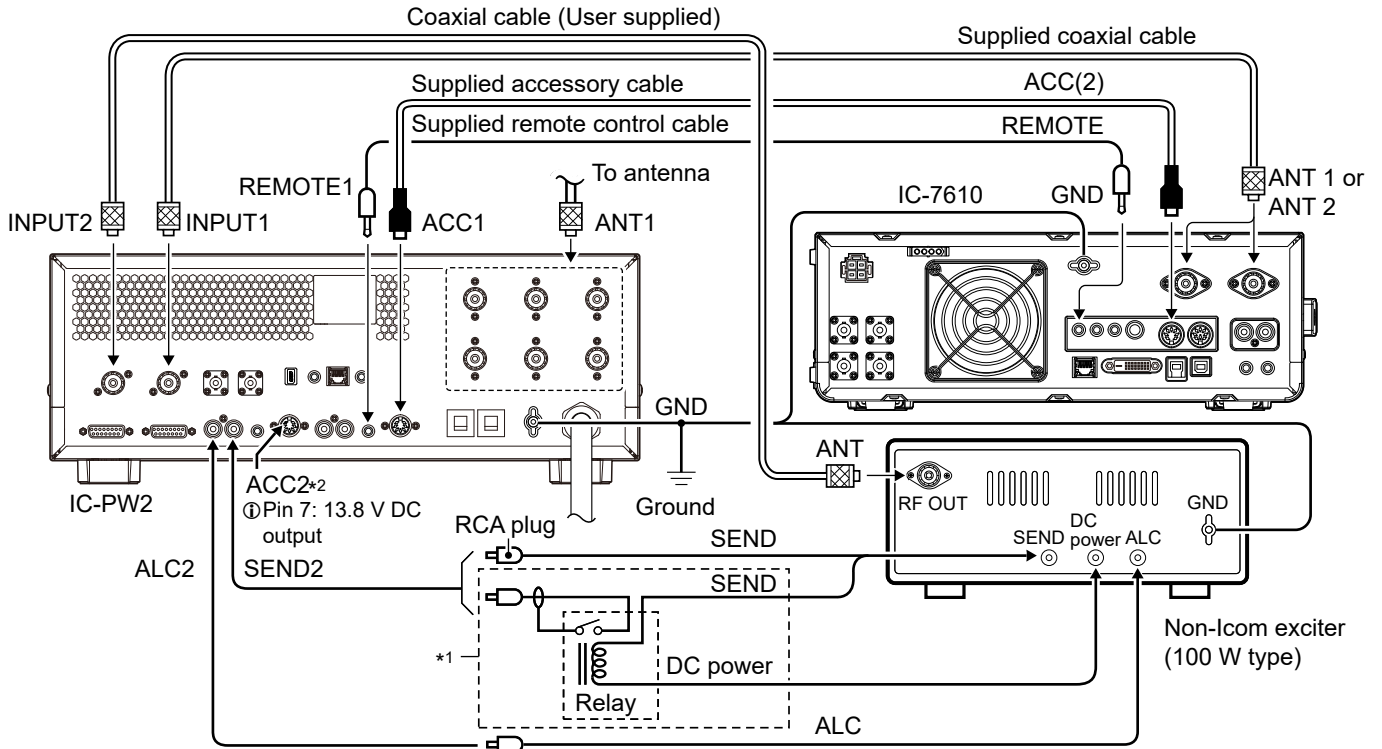 Coaxial cable (User supplied)
Supplied coaxial cable
Supplied accessory cable
ACC(2)
Supplied remote control cable
REMOTE
To antenna
REMOTE1
IC-7610
GND
ANT 1 or
ANT 2
INPUT2
INPUT1
ACC1
ANT1
GND
ANT
IC-PW2
ACC2*2
ⓘPin 7: 13.8 V DC
output
Ground
RF OUT
GND
RCA plug
SEND
SEND
DC
power
ALC
ALC2
SEND2
SEND
*1
DC power
Relay
Non-Icom exciter
(100 W type)
ALC